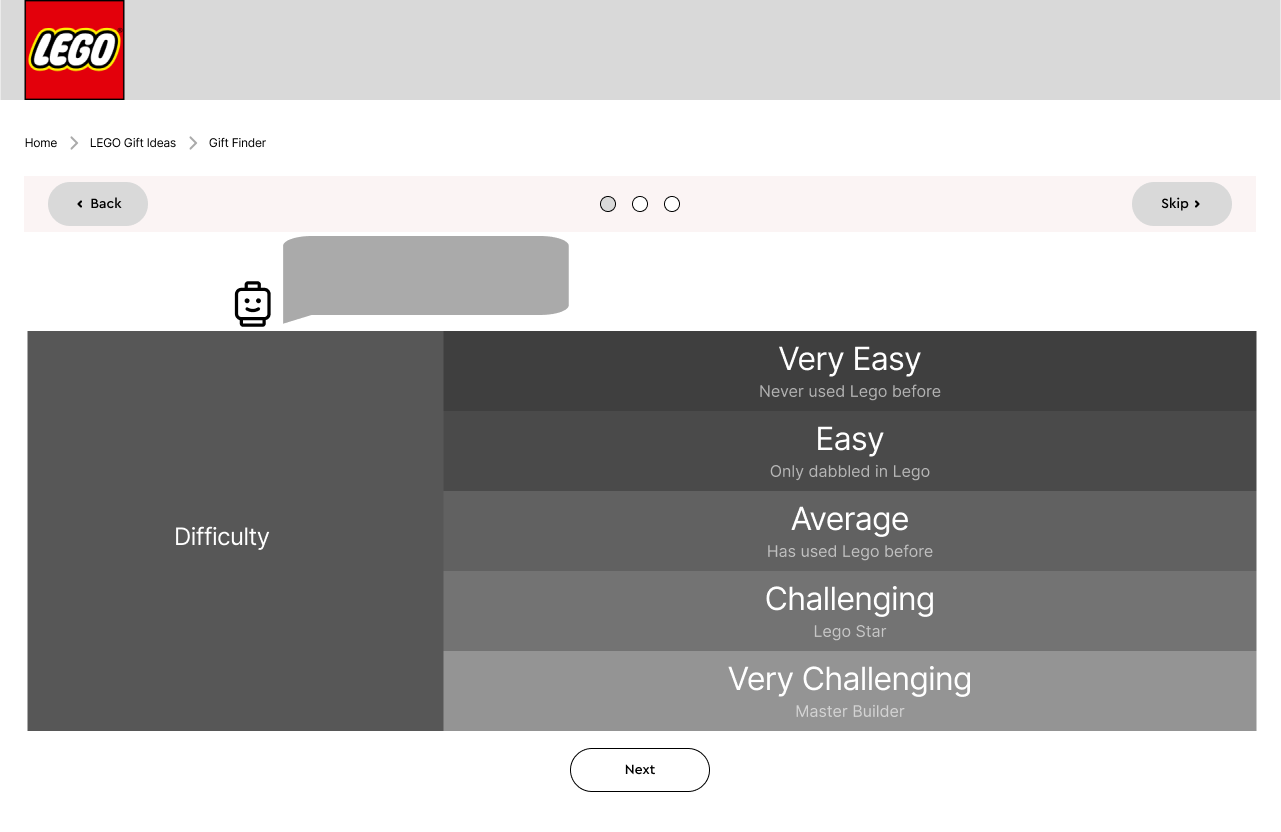 LEGO
Home
LEGO Gift Ideas
Gift Finder
Back
Skip
Difficulty
Very Easy
Never used Lego before
Easy
Only dabbled in Lego
Average
Has used Lego before
Challenging
Lego Star
Very Challenging
Master Builder
Next